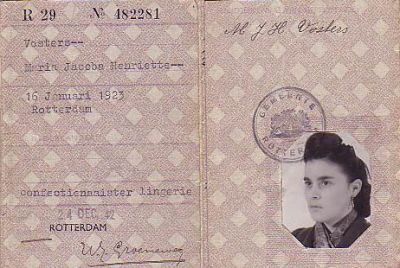 R 29 № 482281
Vosters--
Maria Jacoba Henriette--
16 Januari 1923
Rotterdam
confectienaaister lingerie
24 DEC. 42
ROTTERDAM
W. Groeneweg
M J H Vosters
GEMEENTE
ROTTERDAM